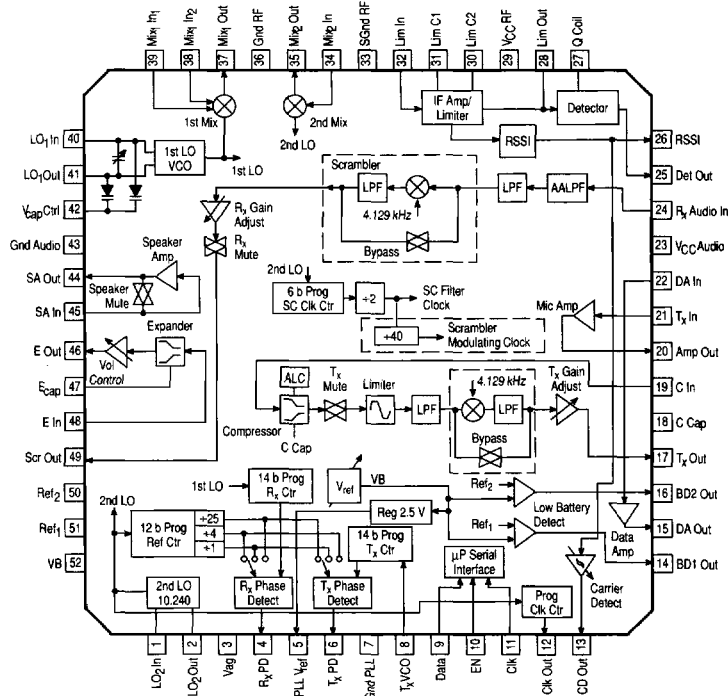 Mix₁ In₁
Mix₁ In₂
Mix₁ Out
Gnd RF
Mix₂ Out
Mix₂ In
SGnd RF
Lim In
Lim C1
Lim C2
VCC RF
Lim Out
Q Coil
39
38
37
36
35
34
33
32
31
30
29
28
27
1st Mix
2nd Mix
2nd LO
IF Amp/
Limiter
Detector
RSSI
LO₁ In
40
LO₁ Out
41
Vcap Ctrl
42
Gnd Audio
43
SA Out
44
SA In
45
E Out
46
Ecap
47
E In
48
Scr Out
49
Ref₂
50
Ref₁
51
VB
52
1st LO
VCO
1st LO
Scrambler
LPF
4.129 kHz
Bypass
LPF
AALPF
26
RSSI
25
Det Out
24
Rx Audio In
23
VCC Audio
22
DA In
21
Tx In
20
Amp Out
19
C In
18
C Cap
17
Tx Out
16
BD2 Out
15
DA Out
14
BD1 Out
Rx Gain
Adjust
Rx
Mute
Speaker
Amp
Speaker
Mute
Expander
Vol
Control
2nd LO
6 b Prog
SC Clk Ctr
÷2
SC Filter
Clock
÷40
Scrambler
Modulating Clock
Mic Amp
ALC
Tx
Mute
Limiter
Compressor
C Cap
LPF
4.129 kHz
LPF
Bypass
Tx Gain
Adjust
1st LO
14 b Prog
Rx Ctr
Vref
VB
Reg 2.5 V
Ref₂
Ref₁
Low Battery
Detect
Data
Amp
Carrier
Detect
2nd LO
12 b Prog
Ref Ctr
÷25
÷4
÷1
14 b Prog
Tx Ctr
µP Serial
Interface
2nd LO
10.240
Rx Phase
Detect
Tx Phase
Detect
Prog
Clk Ctr
1
2
3
4
5
6
7
8
9
10
11
12
13
LO₂ In
LO₂ Out
Vag
Rx PD
PLL Vref
Tx PD
Gnd PLL
Tx VCO
Data
EN
Clk
Clk Out
CD Out